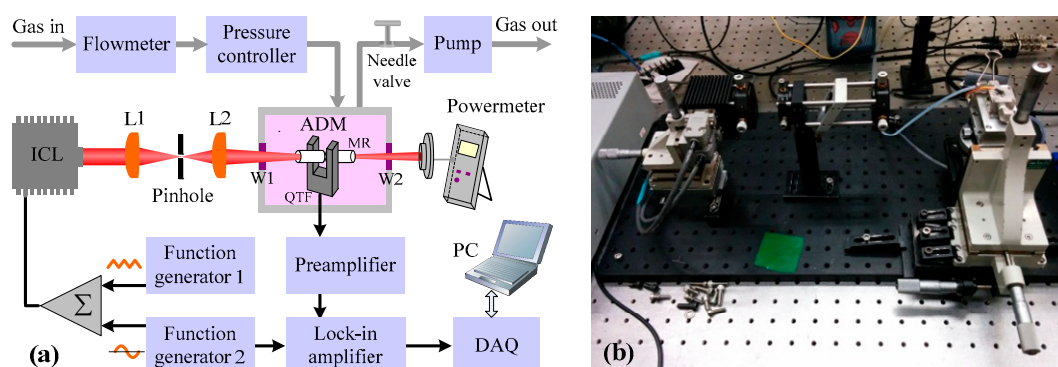 Gas in
Flowmeter
Pressure
controller
Needle
valve
Pump
Gas out
ICL
L1
Pinhole
L2
W1
ADM
MR
QTF
W2
Powermeter
Function
generator 1
Preamplifier
PC
Σ
Function
generator 2
Lock-in
amplifier
DAQ
(a)
(b)